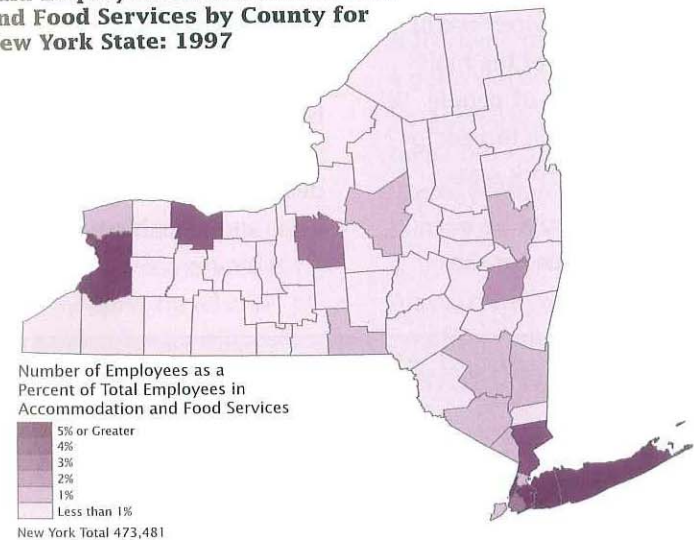 nd Food Services by County for
ew York State: 1997
Number of Employees as a
Percent of Total Employees in
Accommodation and Food Services
5% or Greater
4%
3%
2%
1%
Less than 1%
New York Total 473,481